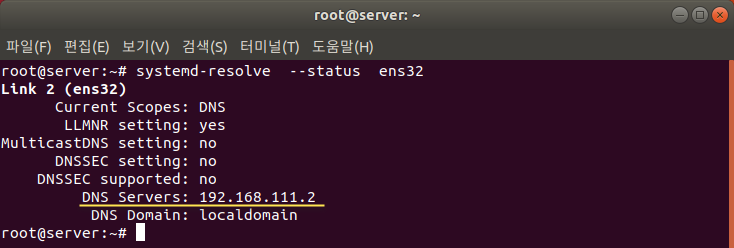 root@server: ~
파일(F) 편집(E) 보기(V) 검색(S) 터미널(T) 도움말(H)
root@server:~# systemd-resolve  --status  ens32
Link 2 (ens32)
      Current Scopes: DNS
       LLMNR setting: yes
MulticastDNS setting: no
      DNSSEC setting: no
    DNSSEC supported: no
         DNS Servers: 192.168.111.2
          DNS Domain: localdomain
root@server:~#